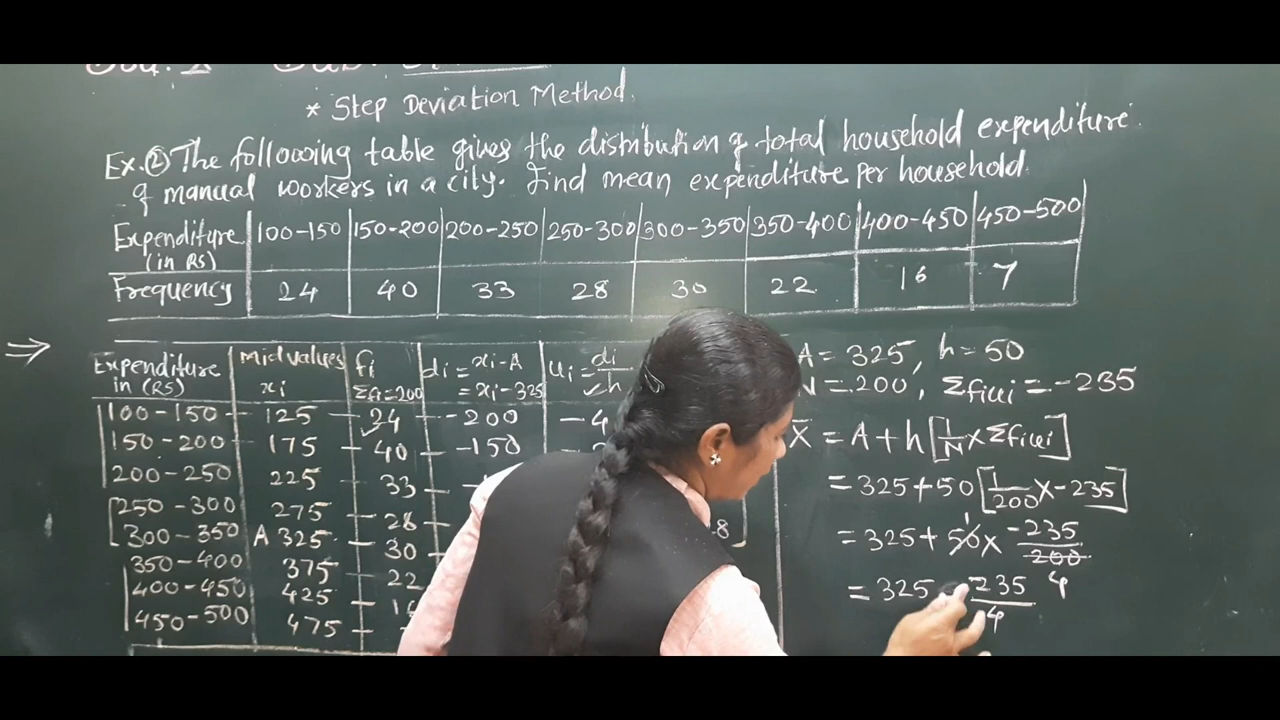 * Step Deviation Method.
Ex.② The following table gives the distribution of total household expenditure
of manual workers in a city. Find mean expenditure per household.
Expenditure (in RS) 100-150 150-200 200-250 250-300 300-350 350-400 400-450 450-500
Frequency 24 40 33 28 30 22 16 7
⇒
Expenditure in (RS) Mid values xi fi Σfi=200 di = xi-A = xi-325 ui = di/h
100-150 125 24 -200 -4
150-200 175 40 -150
200-250 225 33
250-300 275 28
300-350 A 325 30
350-400 375 22
400-450 425
450-500 475
A = 325, h = 50
N = 200, Σfiui = -235
X̄ = A + h [1/N × Σfiui]
= 325 + 50 [1/200 × -235]
= 325 + 50 × -235/200
1 4
= 325 - 235/4